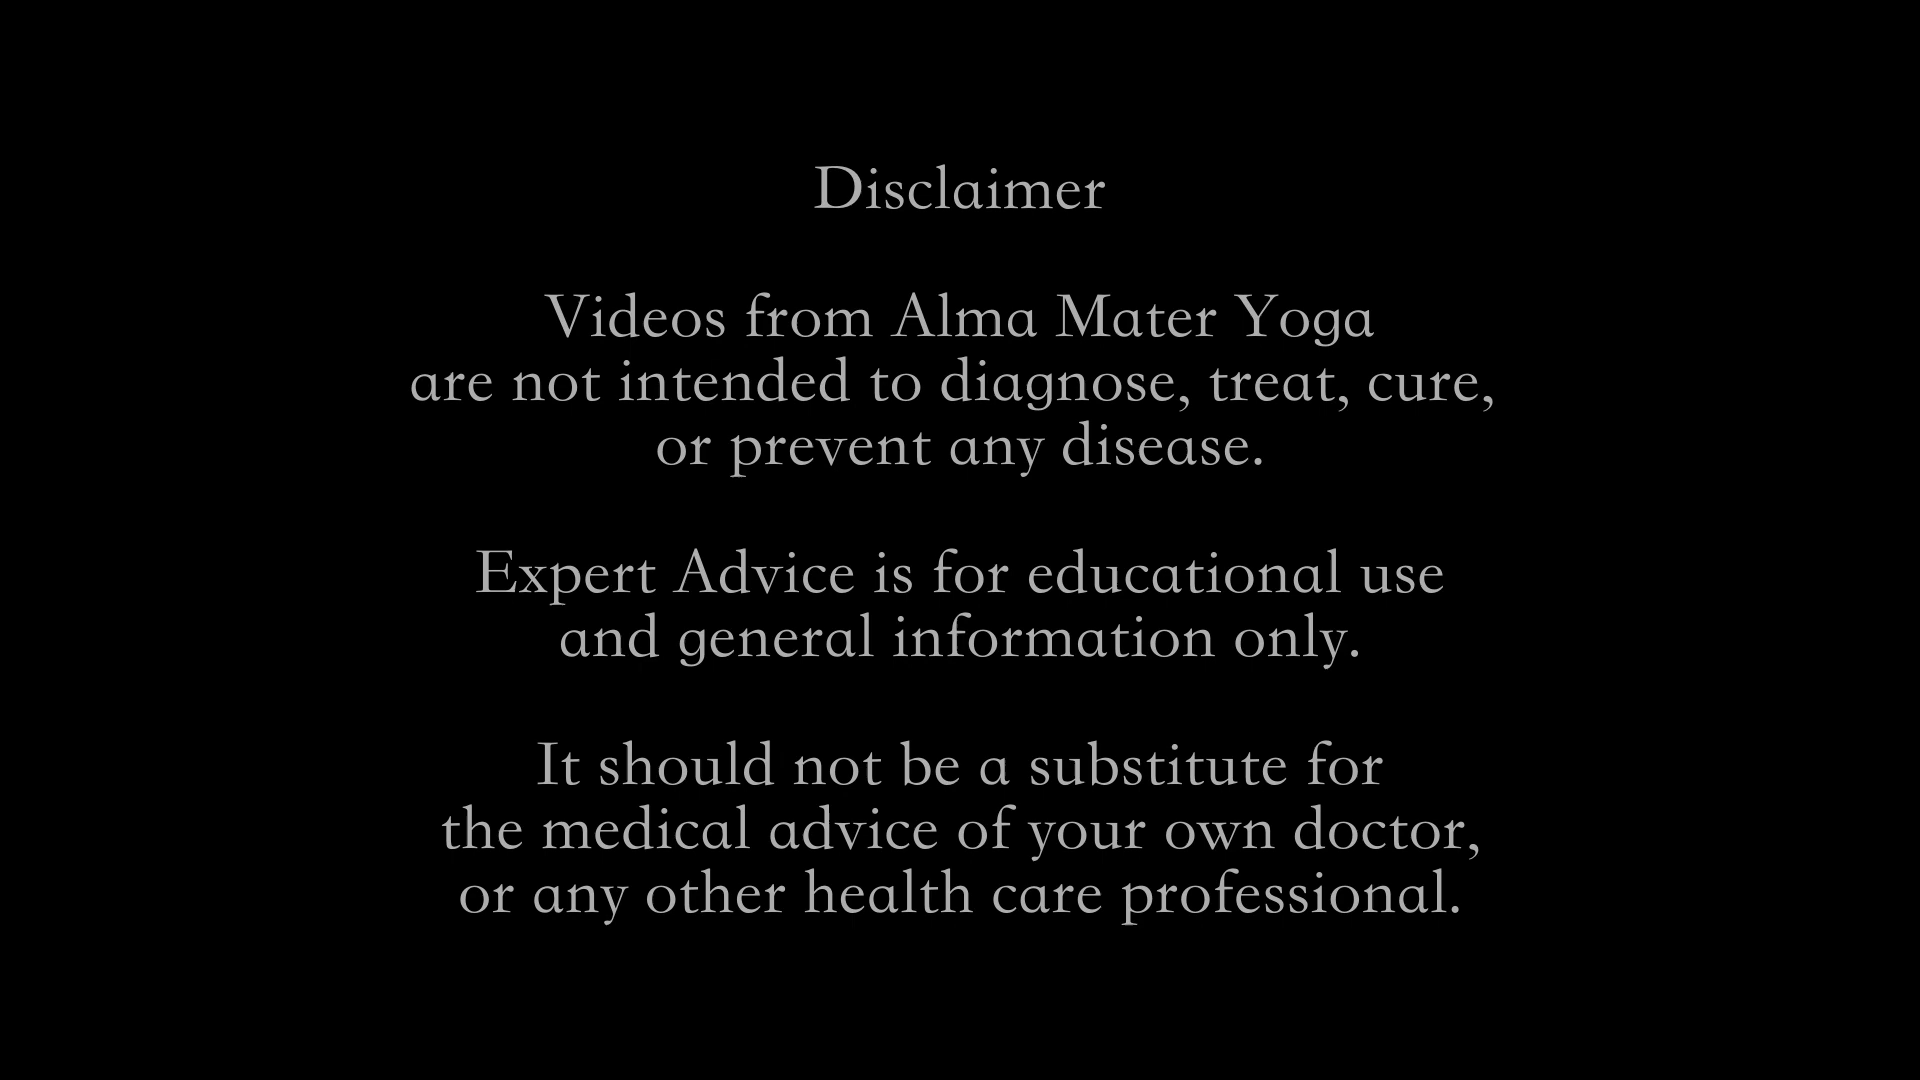 Disclaimer
Videos from Alma Mater Yoga
are not intended to diagnose, treat, cure,
or prevent any disease.
Expert Advice is for educational use
and general information only.
It should not be a substitute for
the medical advice of your own doctor,
or any other health care professional.